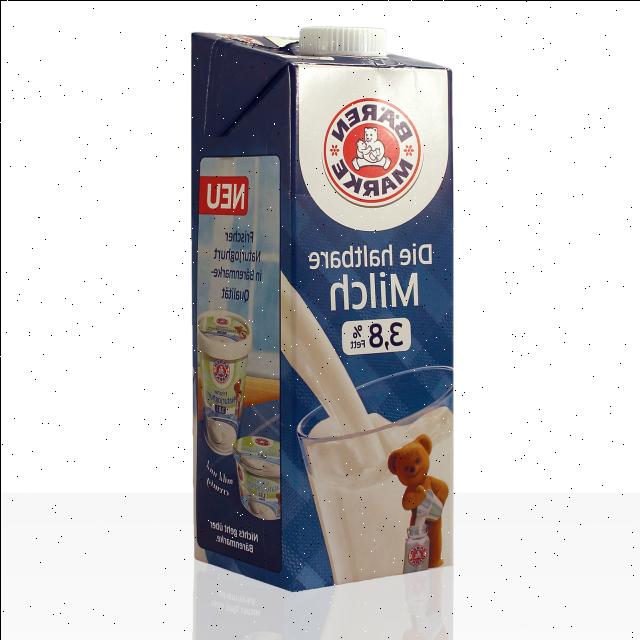 BÄREN
MARKE
Die haltbare
Milch
3,8 %
Fett
NEU
Frischer
Naturjoghurt
in Bärenmarke-
Qualität
mild und
cremig
Nichts geht über
Bärenmarke.